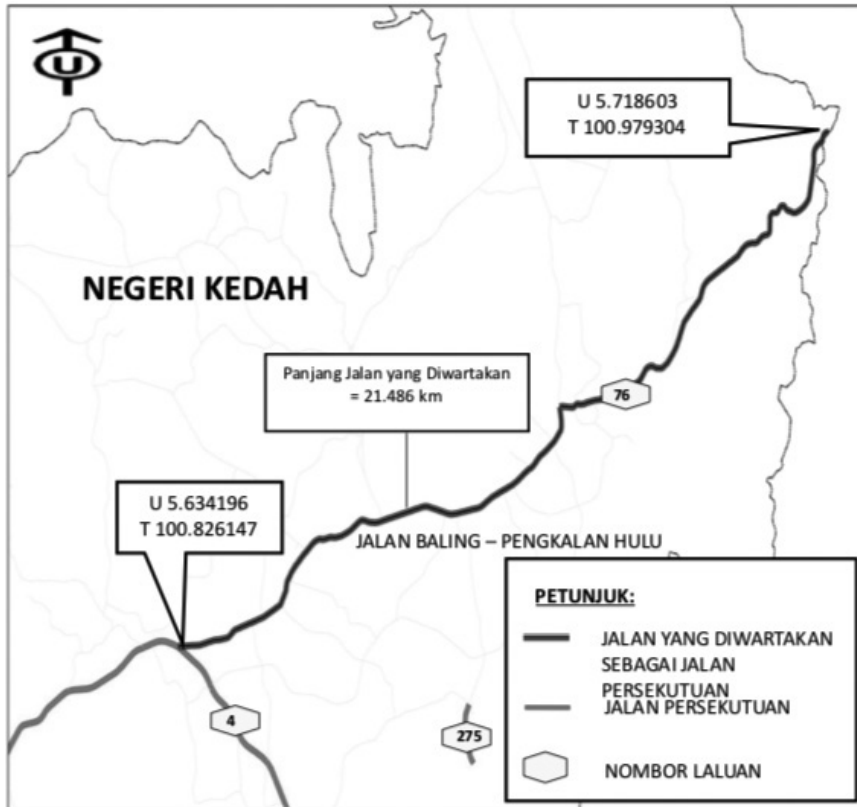 U
U 5.718603
T 100.979304
NEGERI KEDAH
Panjang Jalan yang Diwartakan
= 21.486 km
76
U 5.634196
T 100.826147
JALAN BALING – PENGKALAN HULU
4
275
PETUNJUK:
JALAN YANG DIWARTAKAN
SEBAGAI JALAN
PERSEKUTUAN
JALAN PERSEKUTUAN
NOMBOR LALUAN